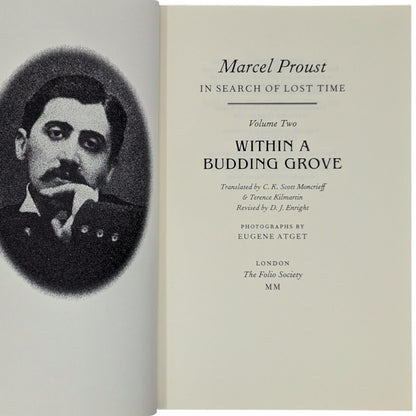 Marcel Proust
IN SEARCH OF LOST TIME
Volume Two
WITHIN A
BUDDING GROVE
Translated by C. K. Scott Moncrieff
& Terence Kilmartin
Revised by D. J. Enright
PHOTOGRAPHS BY
EUGENE ATGET
LONDON
The Folio Society
MM